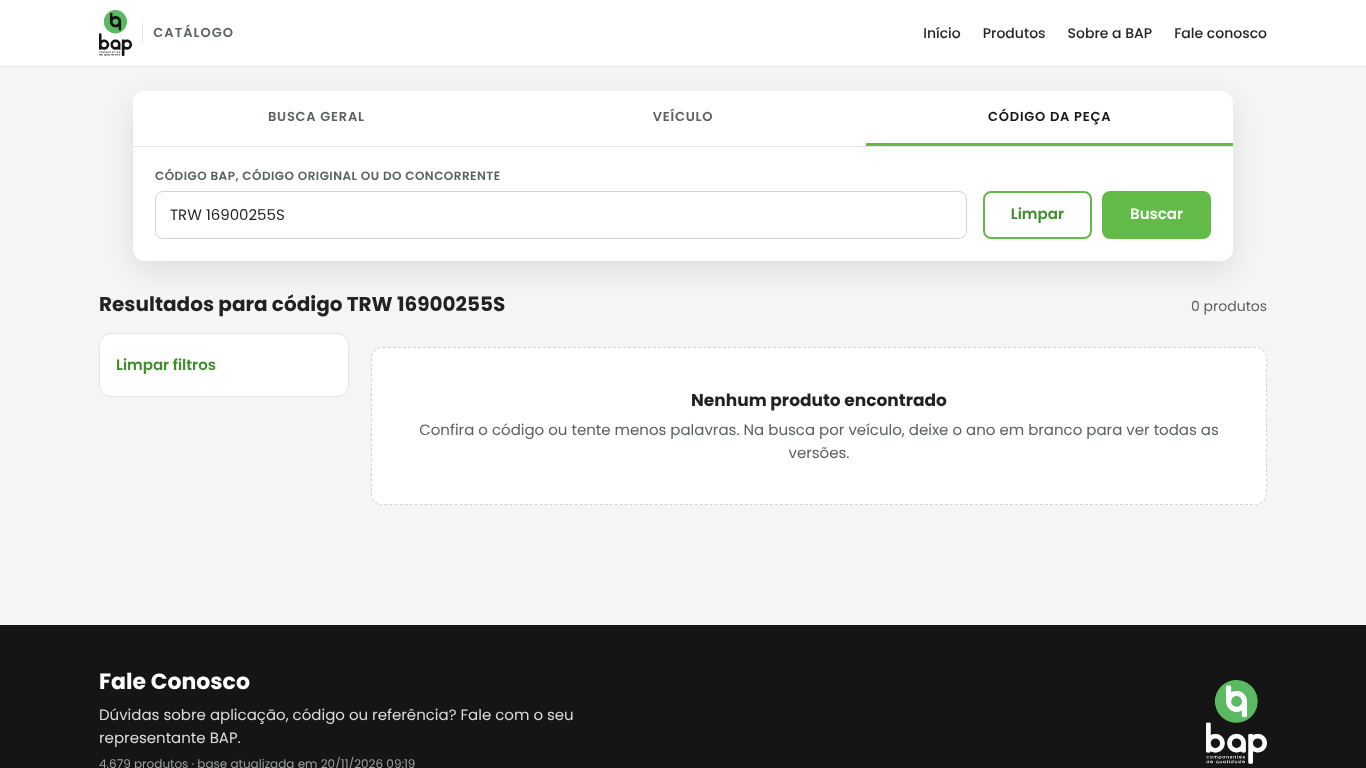 bap
CATÁLOGO
Início
Produtos
Sobre a BAP
Fale conosco
BUSCA GERAL
VEÍCULO
CÓDIGO DA PEÇA
CÓDIGO BAP, CÓDIGO ORIGINAL OU DO CONCORRENTE
TRW 16900255S
Limpar
Buscar
Resultados para código TRW 16900255S
0 produtos
Limpar filtros
Nenhum produto encontrado
Confira o código ou tente menos palavras. Na busca por veículo, deixe o ano em branco para ver todas as
versões.
Fale Conosco
Dúvidas sobre aplicação, código ou referência? Fale com o seu
representante BAP.
4.679 produtos · base atualizada em 20/11/2026 09:19
bap
componentes
de qualidade